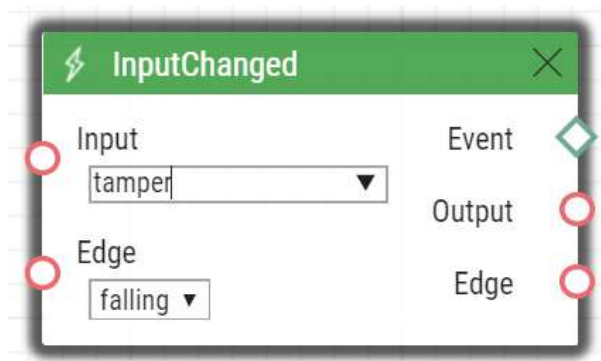 InputChanged
Input
tamper
Edge
falling
Event
Output
Edge